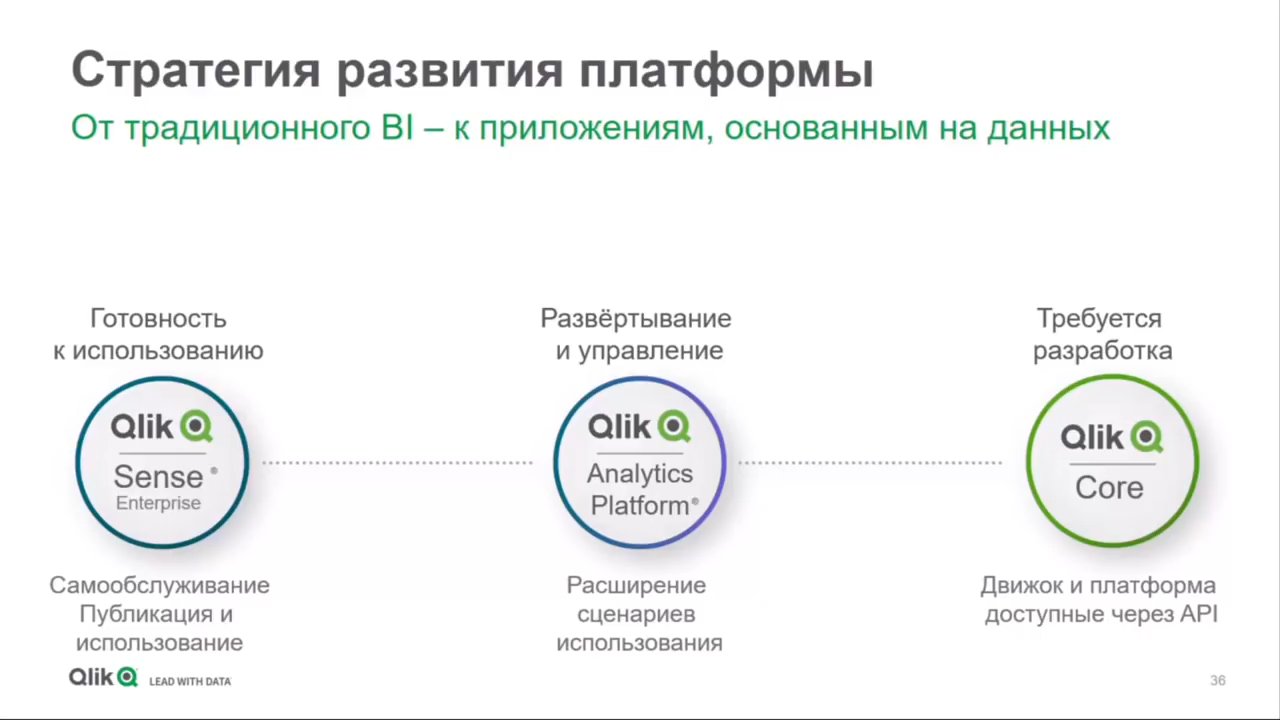 Стратегия развития платформы
От традиционного BI – к приложениям, основанным на данных
Готовность
к использованию
Qlik
Sense®
Enterprise
Самообслуживание
Публикация и
использование
Развёртывание
и управление
Qlik
Analytics
Platform®
Расширение
сценариев
использования
Требуется
разработка
Qlik
Core
Движок и платформа
доступные через API
Qlik LEAD WITH DATA
36